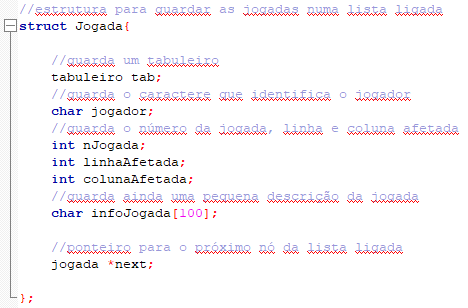 //estrutura para guardar as jogadas numa lista ligada
struct Jogada{
//guarda um tabuleiro
tabuleiro tab;
//guarda o caractere que identifica o jogador
char jogador;
//guarda o número da jogada, linha e coluna afetada
int nJogada;
int linhaAfetada;
int colunaAfetada;
//guarda ainda uma pequena descrição da jogada
char infoJogada[100];
//ponteiro para o próximo nó da lista ligada
jogada *next;
};